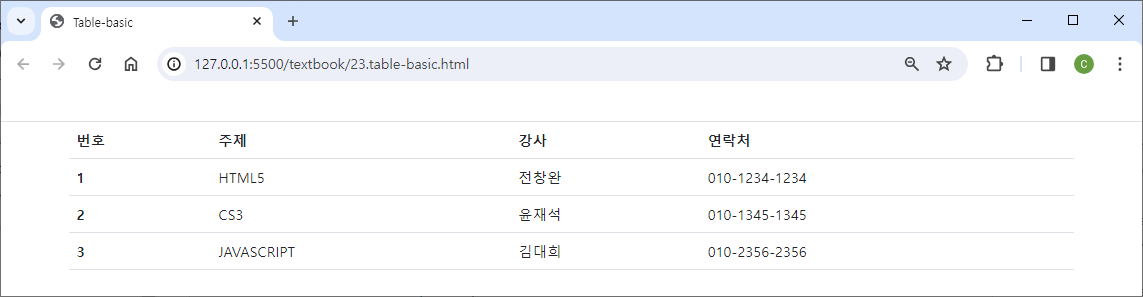 Table-basic
127.0.0.1:5500/textbook/23.table-basic.html
C
번호 주제 강사 연락처
1 HTML5 전창완 010-1234-1234
2 CS3 윤재석 010-1345-1345
3 JAVASCRIPT 김대희 010-2356-2356